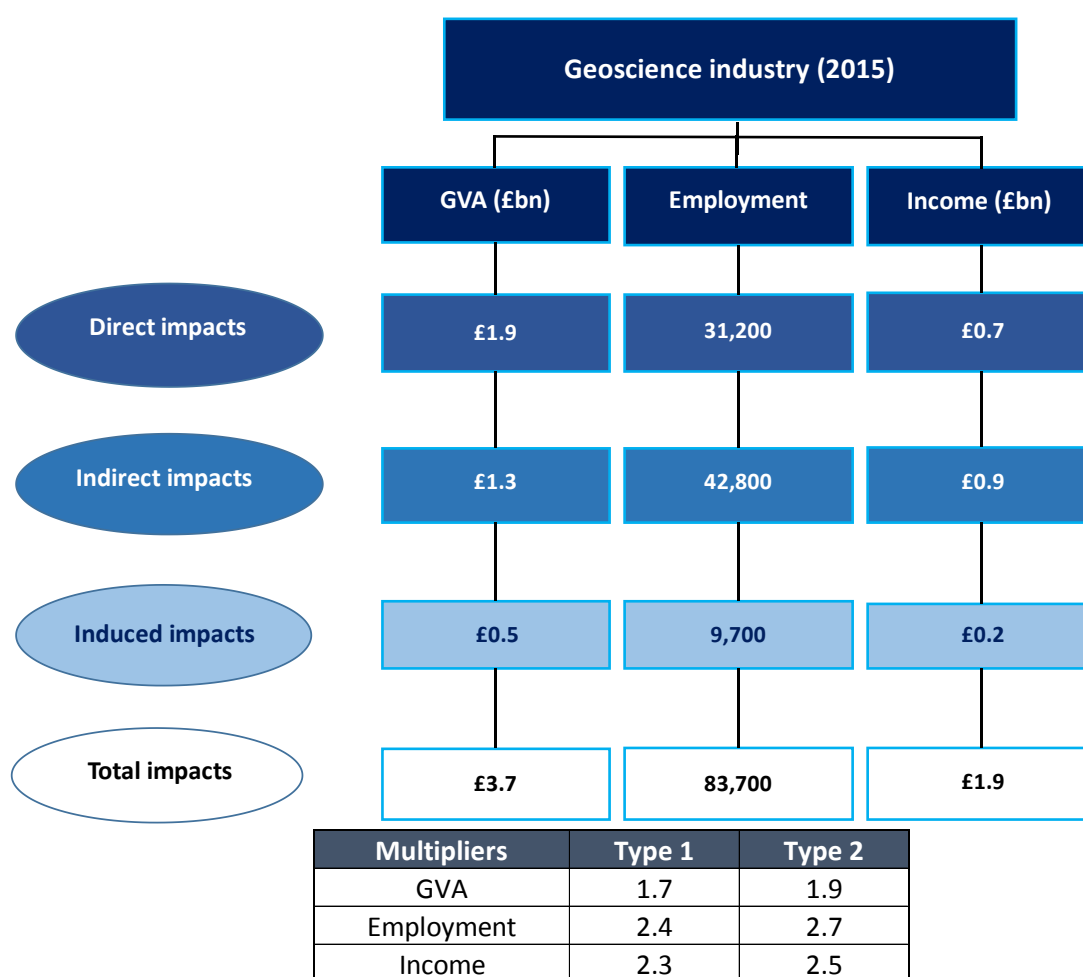 Geoscience industry (2015)
GVA (£bn) Employment Income (£bn)
Direct impacts £1.9 31,200 £0.7
Indirect impacts £1.3 42,800 £0.9
Induced impacts £0.5 9,700 £0.2
Total impacts £3.7 83,700 £1.9
Multipliers Type 1 Type 2
GVA 1.7 1.9
Employment 2.4 2.7
Income 2.3 2.5